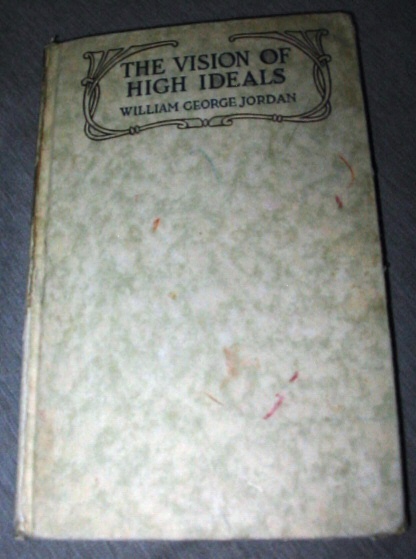 THE VISION OF
HIGH IDEALS
WILLIAM GEORGE JORDAN